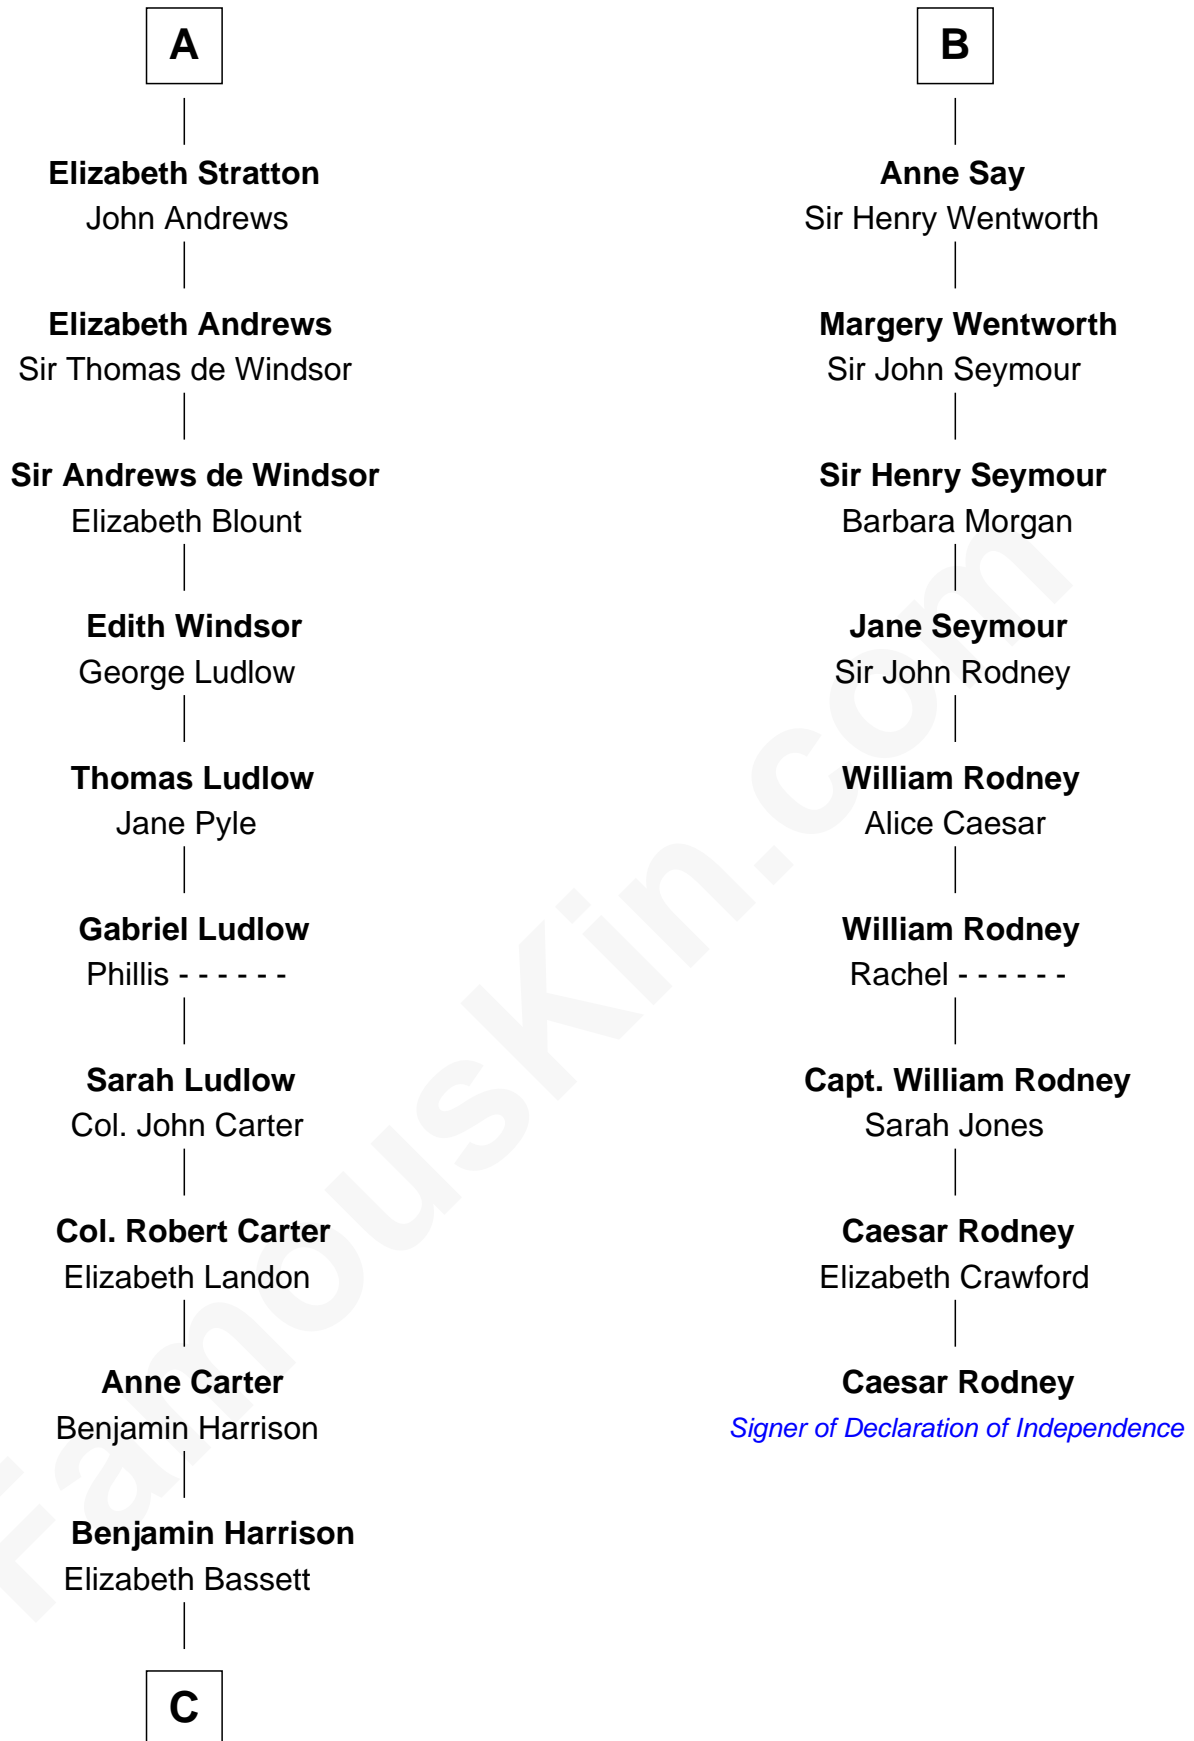 A
Elizabeth Stratton
John Andrews
Elizabeth Andrews
Sir Thomas de Windsor
Sir Andrews de Windsor
Elizabeth Blount
Edith Windsor
George Ludlow
Thomas Ludlow
Jane Pyle
Gabriel Ludlow
Phillis - - - - - -
Sarah Ludlow
Col. John Carter
Col. Robert Carter
Elizabeth Landon
Anne Carter
Benjamin Harrison
Benjamin Harrison
Elizabeth Bassett
C
B
Anne Say
Sir Henry Wentworth
Margery Wentworth
Sir John Seymour
Sir Henry Seymour
Barbara Morgan
Jane Seymour
Sir John Rodney
William Rodney
Alice Caesar
William Rodney
Rachel - - - - - -
Capt. William Rodney
Sarah Jones
Caesar Rodney
Elizabeth Crawford
Caesar Rodney
Signer of Declaration of Independence
FamousKin.com